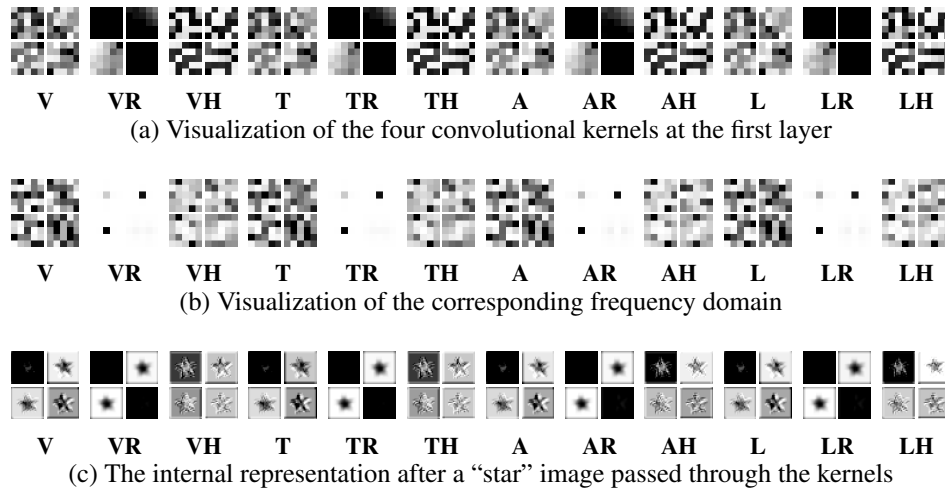 V VR VH T TR TH A AR AH L LR LH
(a) Visualization of the four convolutional kernels at the first layer
V VR VH T TR TH A AR AH L LR LH
(b) Visualization of the corresponding frequency domain
V VR VH T TR TH A AR AH L LR LH
(c) The internal representation after a “star” image passed through the kernels